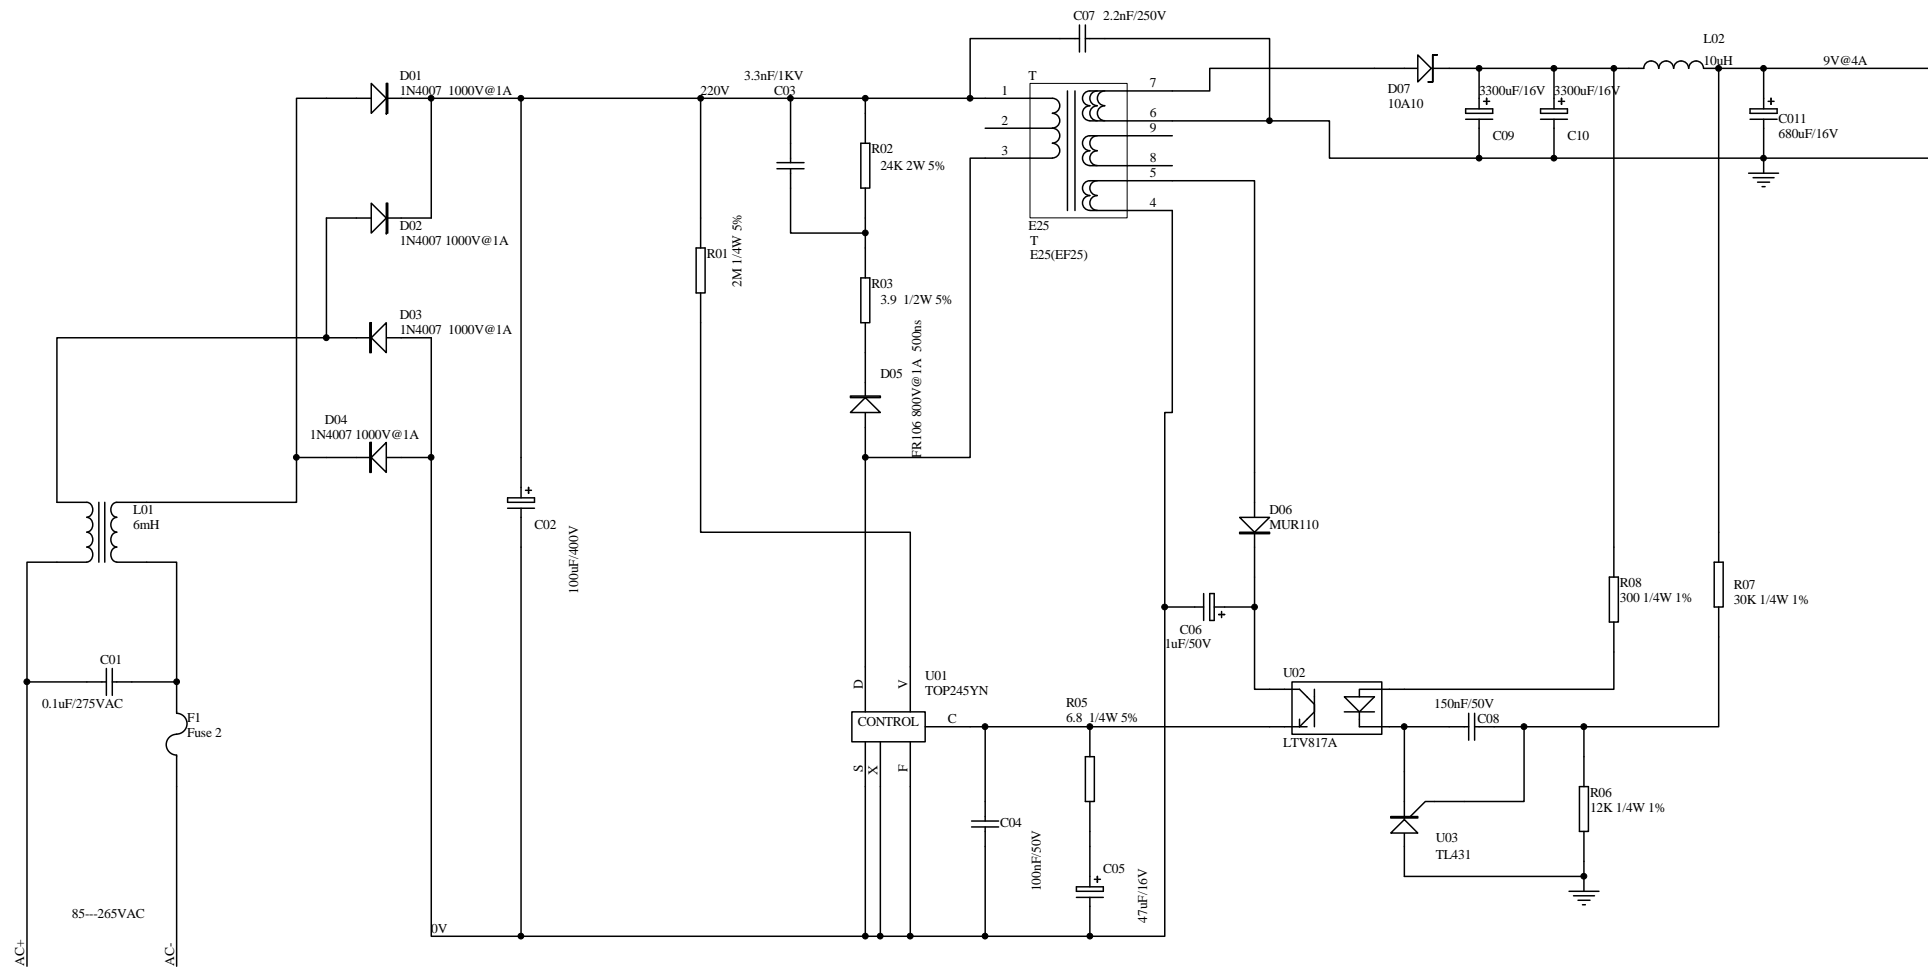 C07 2.2nF/250V
L02
10uH
9V@4A
3.3nF/1KV
C03
T
D01
1N4007 1000V@1A
220V
1
2
3
7
6
9
8
5
4
D07
10A10
3300uF/16V
3300uF/16V
+
+
+
C09
C10
C011
680uF/16V
R02
24K 2W 5%
D02
1N4007 1000V@1A
R01
2M 1/4W 5%
E25
T
E25(EF25)
R03
3.9 1/2W 5%
D03
1N4007 1000V@1A
D05
FR106 800V@1A 500ns
D04
1N4007 1000V@1A
L01
6mH
+
C02
100uF/400V
D06
MUR110
R08
300 1/4W 1%
R07
30K 1/4W 1%
+
C06
1uF/50V
C01
0.1uF/275VAC
F1
Fuse 2
D
V
U01
TOP245YN
CONTROL
C
S
X
F
R05
6.8 1/4W 5%
U02
LTV817A
150nF/50V
C08
R06
12K 1/4W 1%
C04
100nF/50V
U03
TL431
C05
+
47uF/16V
85---265VAC
0V
AC+
AC-